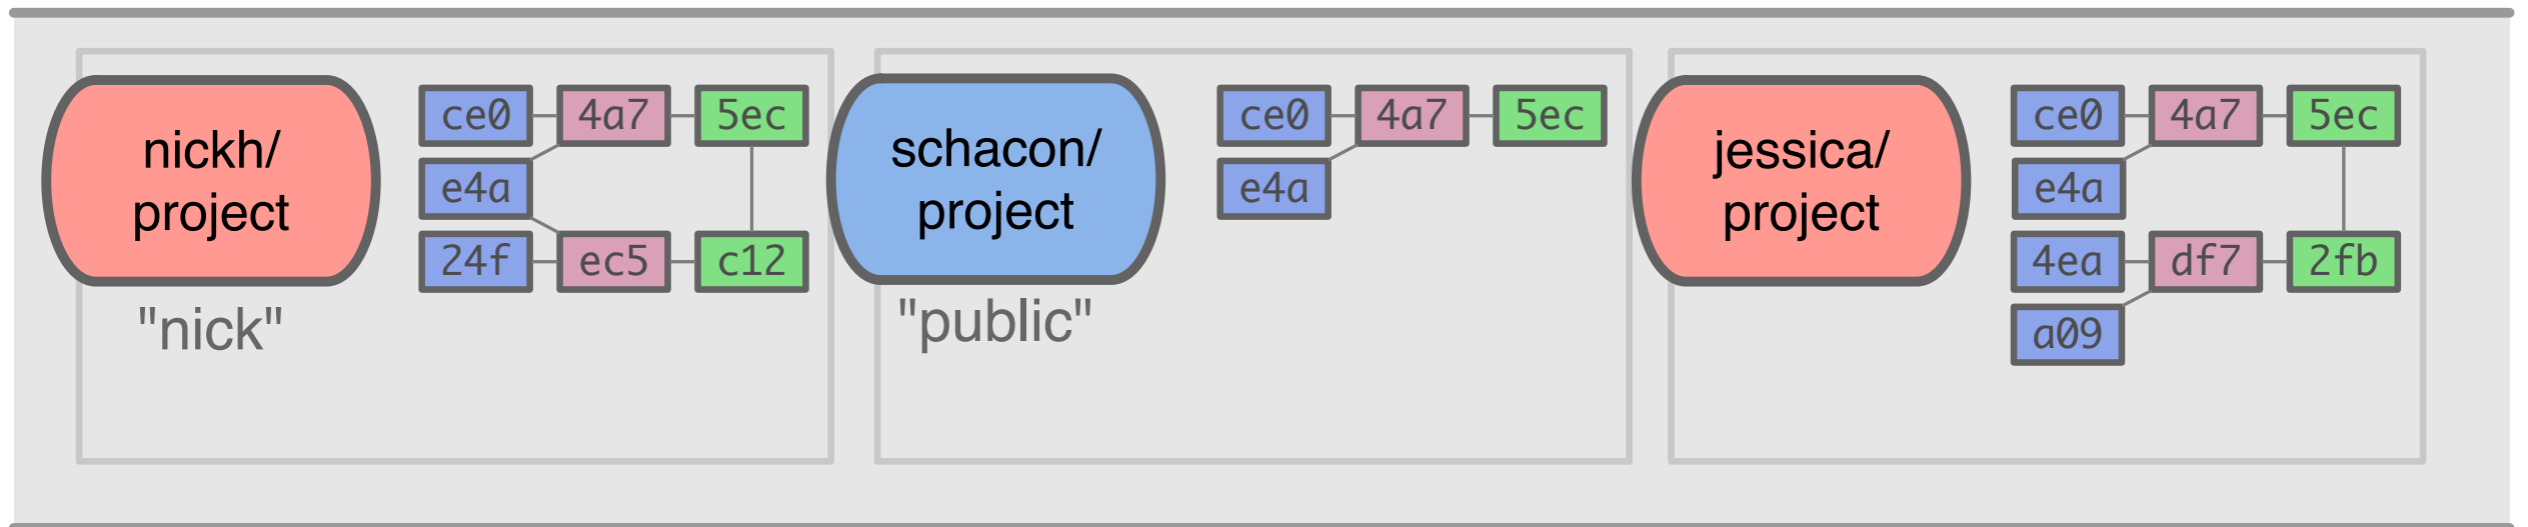 nickh/
project
"nick"
ce0 4a7 5ec
e4a
24f ec5 c12
schacon/
project
"public"
ce0 4a7 5ec
e4a
jessica/
project
ce0 4a7 5ec
e4a
4ea df7 2fb
a09